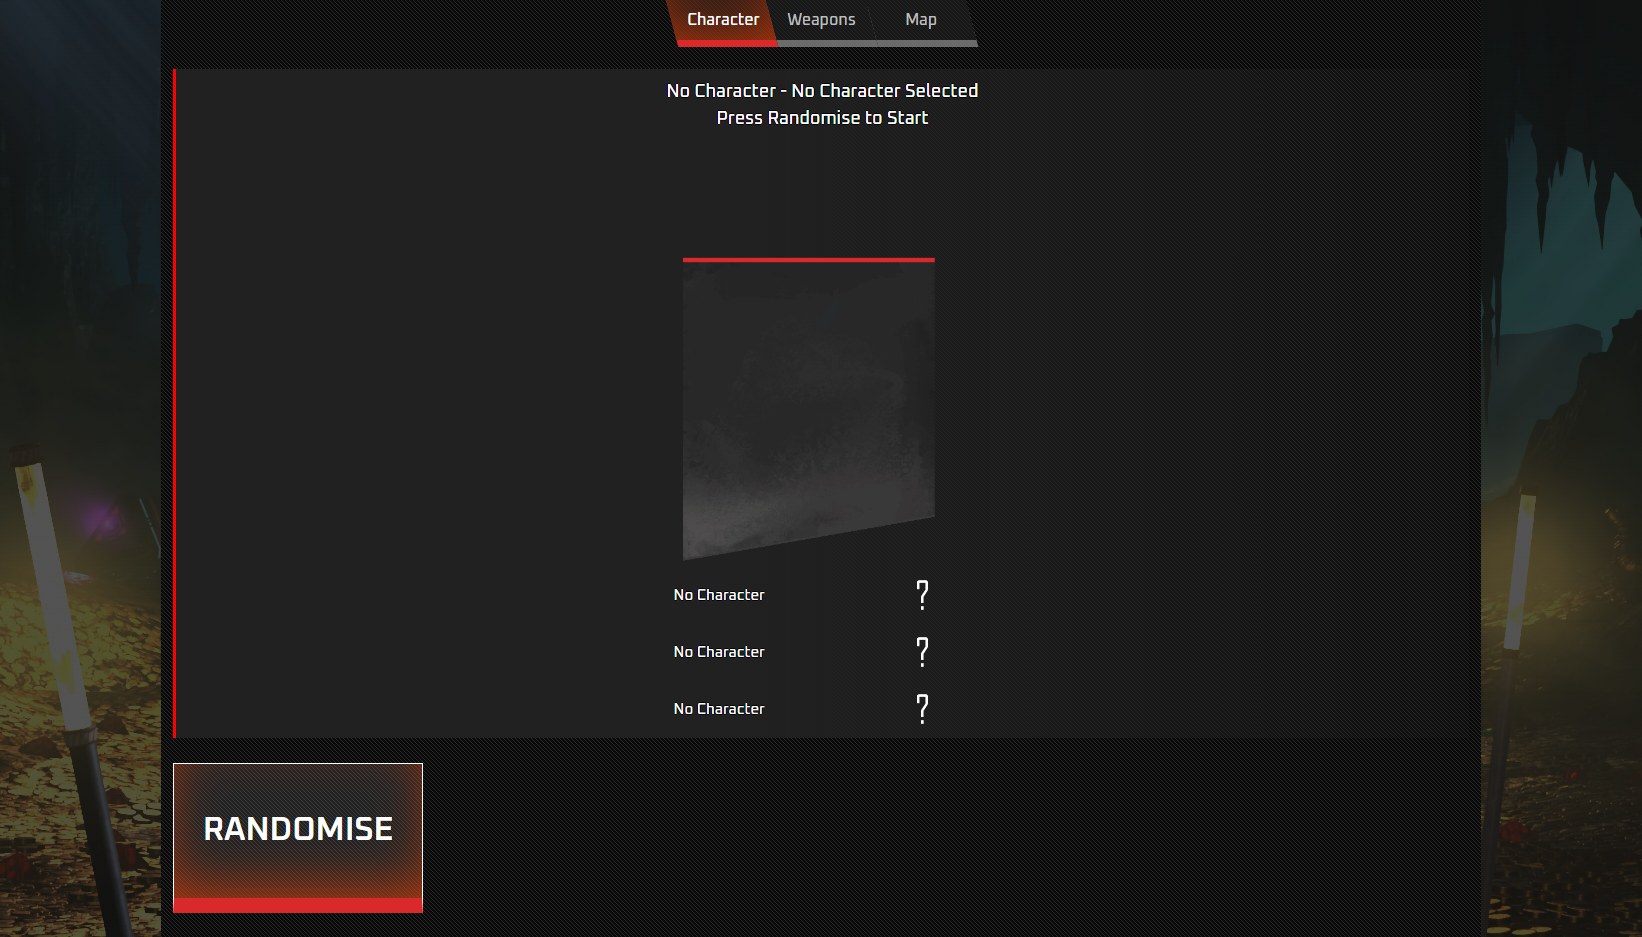 Character Weapons Map
No Character - No Character Selected
Press Randomise to Start
No Character ?
No Character ?
No Character ?
RANDOMISE